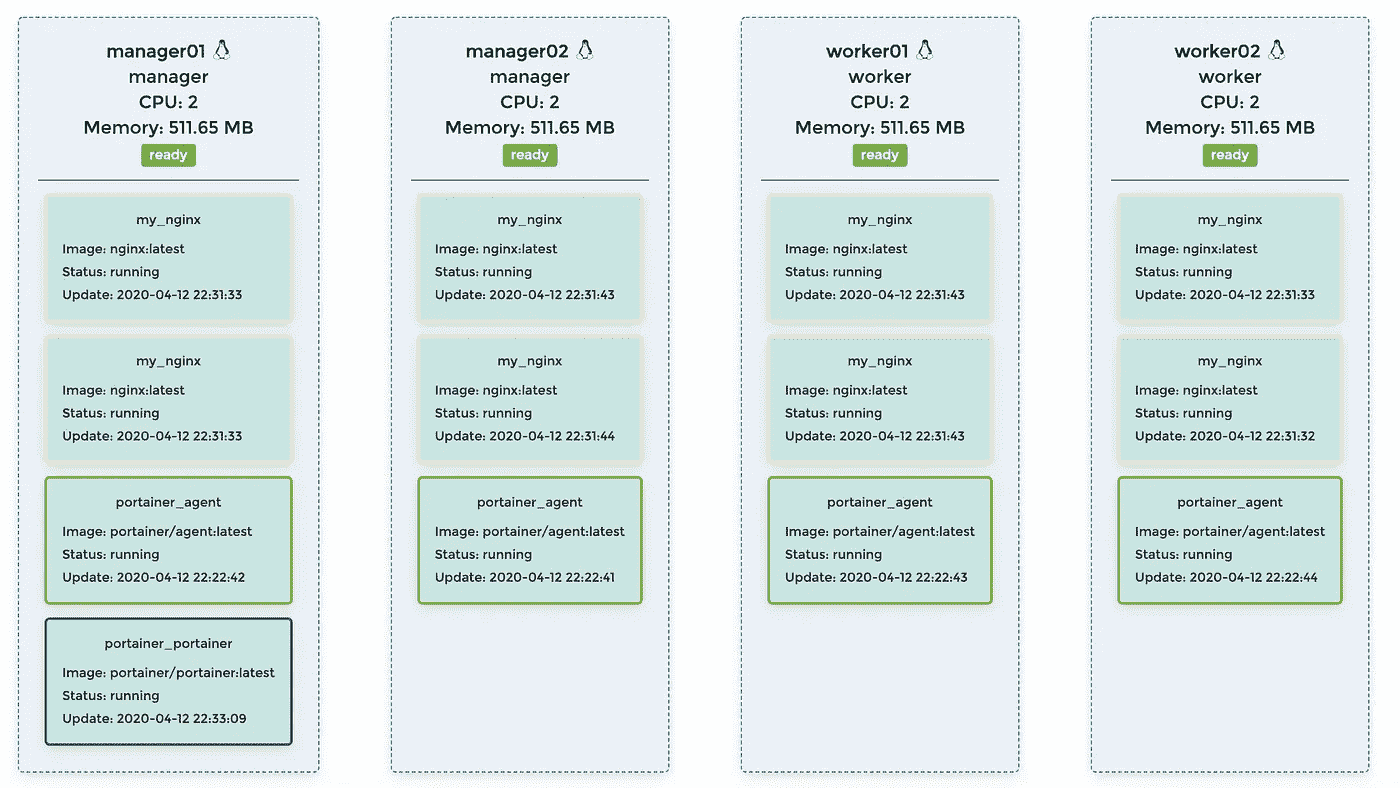 manager01
manager
CPU: 2
Memory: 511.65 MB
ready
my_nginx
Image: nginx:latest
Status: running
Update: 2020-04-12 22:31:33
my_nginx
Image: nginx:latest
Status: running
Update: 2020-04-12 22:31:33
portainer_agent
Image: portainer/agent:latest
Status: running
Update: 2020-04-12 22:22:42
portainer_portainer
Image: portainer/portainer:latest
Status: running
Update: 2020-04-12 22:33:09
manager02
manager
CPU: 2
Memory: 511.65 MB
ready
my_nginx
Image: nginx:latest
Status: running
Update: 2020-04-12 22:31:43
my_nginx
Image: nginx:latest
Status: running
Update: 2020-04-12 22:31:44
portainer_agent
Image: portainer/agent:latest
Status: running
Update: 2020-04-12 22:22:41
worker01
worker
CPU: 2
Memory: 511.65 MB
ready
my_nginx
Image: nginx:latest
Status: running
Update: 2020-04-12 22:31:43
my_nginx
Image: nginx:latest
Status: running
Update: 2020-04-12 22:31:43
portainer_agent
Image: portainer/agent:latest
Status: running
Update: 2020-04-12 22:22:43
worker02
worker
CPU: 2
Memory: 511.65 MB
ready
my_nginx
Image: nginx:latest
Status: running
Update: 2020-04-12 22:31:33
my_nginx
Image: nginx:latest
Status: running
Update: 2020-04-12 22:31:32
portainer_agent
Image: portainer/agent:latest
Status: running
Update: 2020-04-12 22:22:44